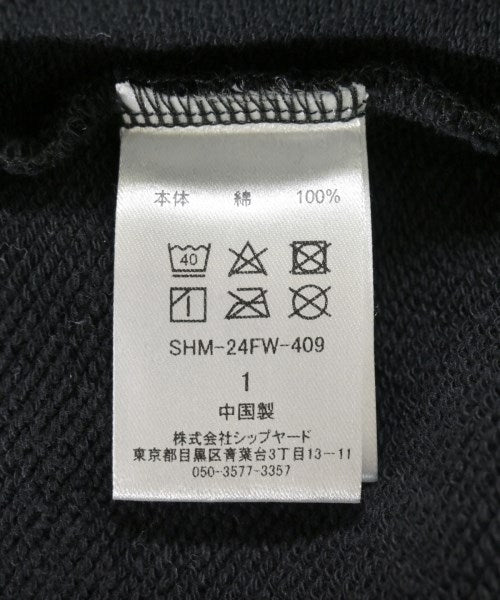 本体 綿 100%
40
SHM-24FW-409
1
中国製
株式会社シップヤード
東京都目黒区青葉台3丁目13-11
050-3577-3357